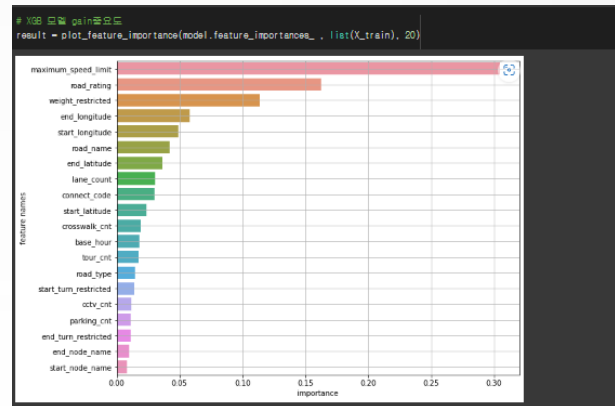 # XGB 모델 gain중요도
result = plot_feature_importance(model.feature_importances_ , list(X_train), 20)
maximum_speed_limit
road_rating
weight_restricted
end_longitude
start_longitude
road_name
end_latitude
lane_count
connect_code
start_latitude
crosswalk_cnt
base_hour
tour_cnt
road_type
start_turn_restricted
cctv_cnt
parking_cnt
end_turn_restricted
end_node_name
start_node_name
feature names
0.00 0.05 0.10 0.15 0.20 0.25 0.30
importance